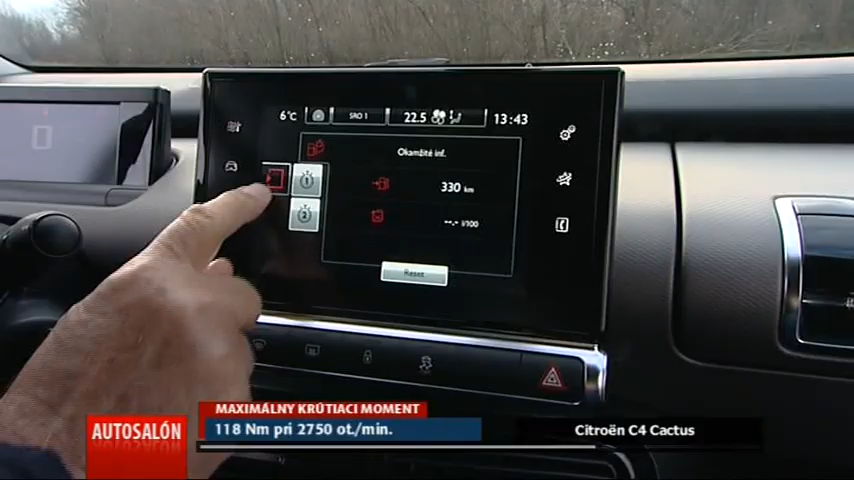 6°C SRO 1 22.5 13:43
Okamžité inf.
1
330 km
2
--.- l/100
Reset
MAXIMÁLNY KRÚTIACI MOMENT
AUTOSALÓN
118 Nm pri 2750 ot./min.
Citroën C4 Cactus